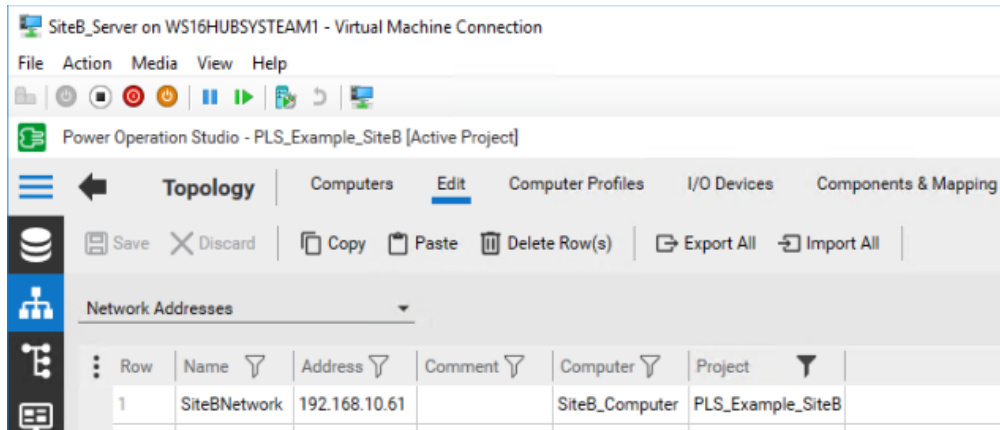 SiteB_Server on WS16HUBSYSTEAM1 - Virtual Machine Connection
File Action Media View Help
Power Operation Studio - PLS_Example_SiteB [Active Project]
Topology Computers Edit Computer Profiles I/O Devices Components & Mapping
Save Discard Copy Paste Delete Row(s) Export All Import All
Network Addresses
Row Name Address Comment Computer Project
1 SiteBNetwork 192.168.10.61 SiteB_Computer PLS_Example_SiteB